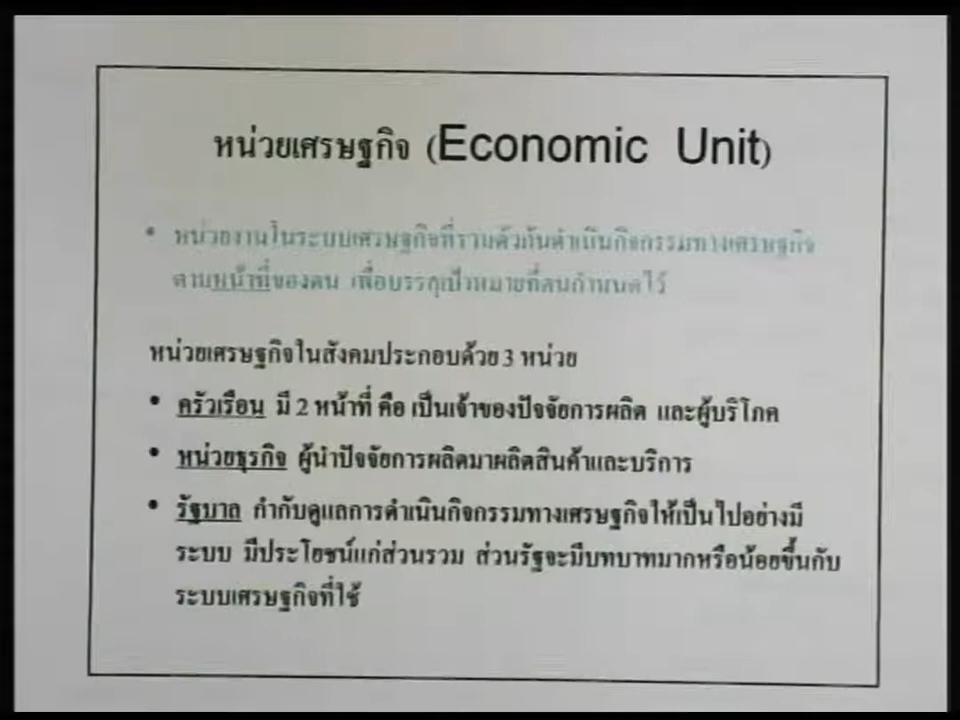 หน่วยเศรษฐกิจ (Economic Unit)
• หน่วยงานในระบบเศรษฐกิจที่รวมตัวกันดำเนินกิจกรรมทางเศรษฐกิจ
ตามหน้าที่ของตน เพื่อบรรลุเป้าหมายที่ตนกำหนดไว้
หน่วยเศรษฐกิจในสังคมประกอบด้วย 3 หน่วย
• ครัวเรือน มี 2 หน้าที่ คือ เป็นเจ้าของปัจจัยการผลิต และผู้บริโภค
• หน่วยธุรกิจ ผู้นำปัจจัยการผลิตมาผลิตสินค้าและบริการ
• รัฐบาล กำกับดูแลการดำเนินกิจกรรมทางเศรษฐกิจให้เป็นไปอย่างมี
ระบบ มีประโยชน์แก่ส่วนรวม ส่วนรัฐจะมีบทบาทมากหรือน้อยขึ้นกับ
ระบบเศรษฐกิจที่ใช้